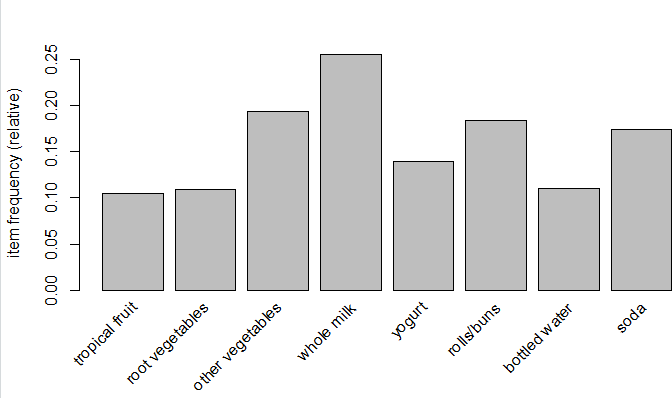 item frequency (relative)
0.25
0.20
0.15
0.10
0.05
0.00
tropical fruit
root vegetables
other vegetables
whole milk
yogurt
rolls/buns
bottled water
soda